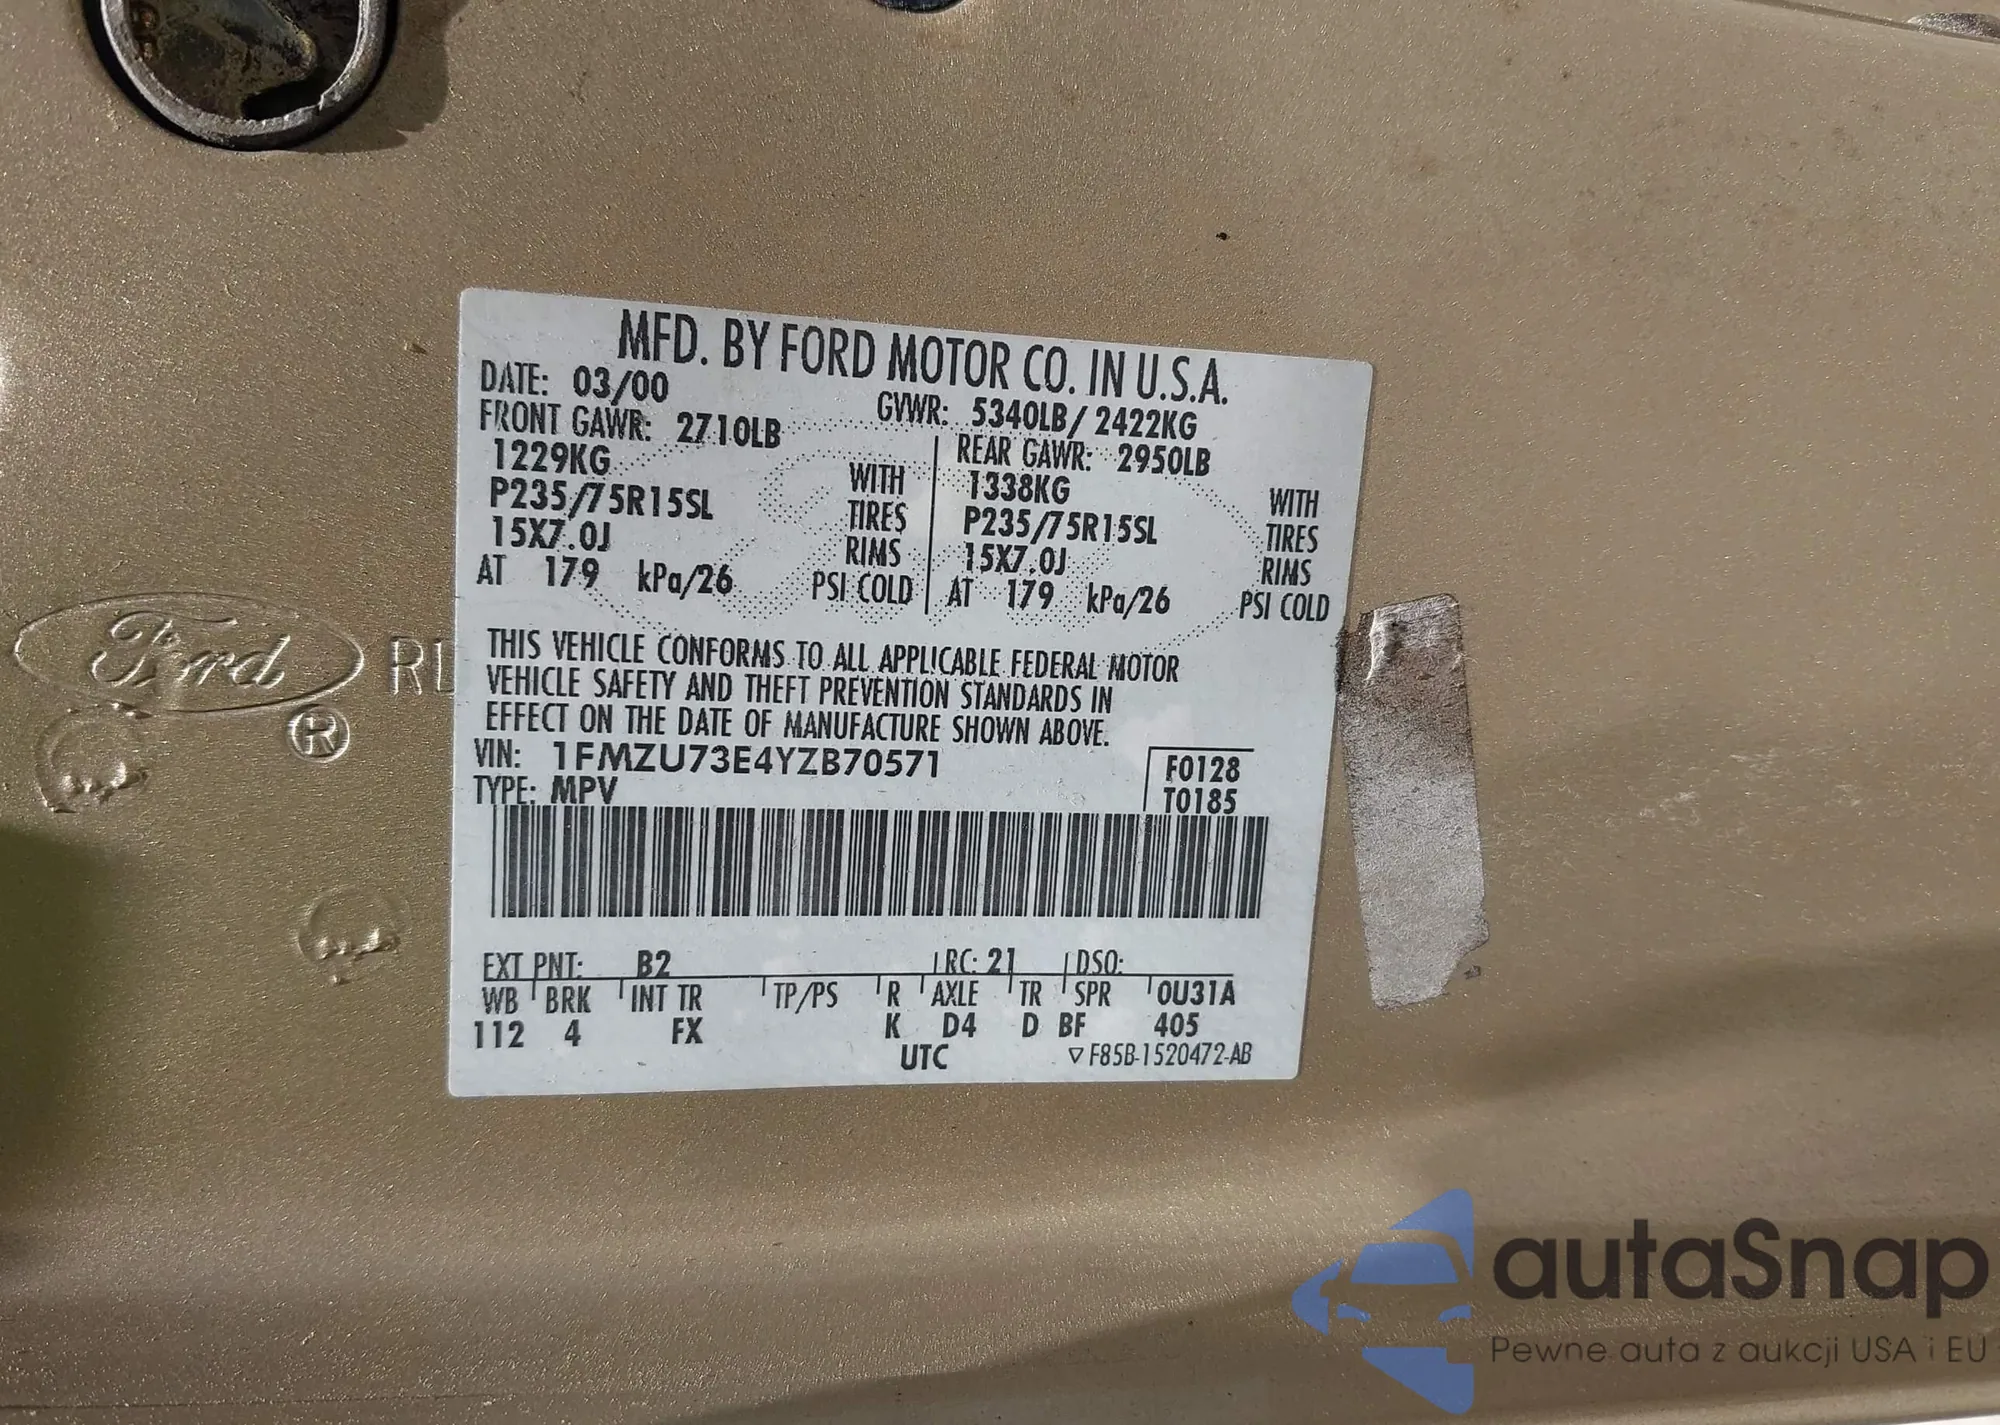 MFD. BY FORD MOTOR CO. IN U.S.A.
DATE: 03/00 GVWR: 5340LB/ 2422KG
FRONT GAWR: 2710LB REAR GAWR: 2950LB
1229KG WITH 1338KG WITH
P235/75R15SL TIRES P235/75R15SL TIRES
15X7.0J RIMS 15X7.0J RIMS
AT 179 kPa/26 PSI COLD AT 179 kPa/26 PSI COLD
THIS VEHICLE CONFORMS TO ALL APPLICABLE FEDERAL MOTOR
VEHICLE SAFETY AND THEFT PREVENTION STANDARDS IN
EFFECT ON THE DATE OF MANUFACTURE SHOWN ABOVE.
VIN: 1FMZU73E4YZB70571 F0128
TYPE: MPV T0185
EXT PNT: B2 RC: 21 DSO:
WB BRK INT TR TP/PS R AXLE TR SPR 0U31A
112 4 FX K D4 D BF 405
UTC ▽F85B-1520472-AB
Ford
®
autaSnap
Pewne auta z aukcji USA i EU